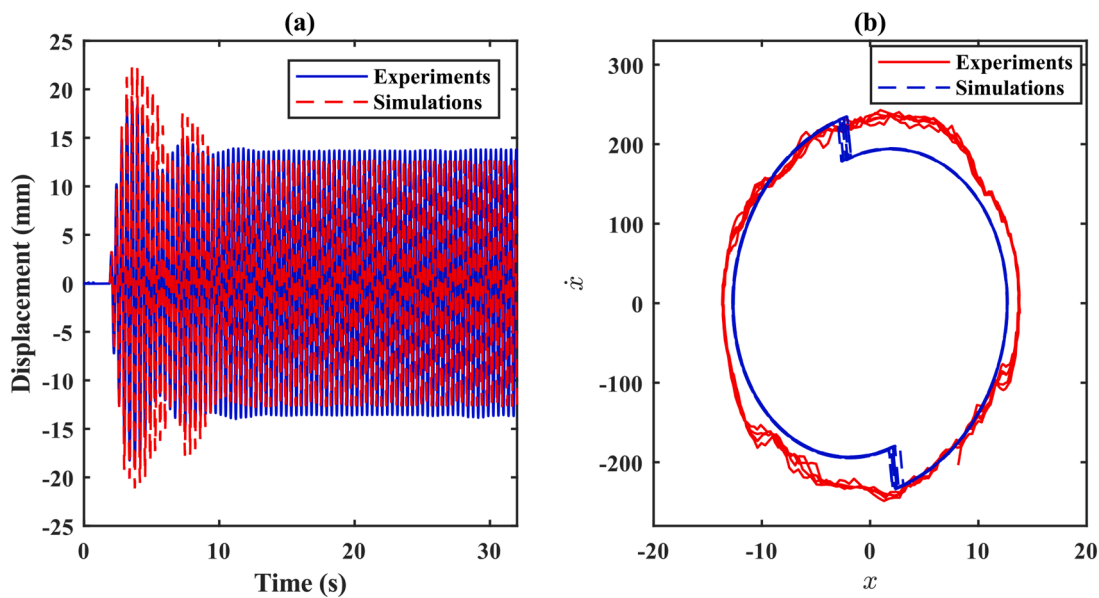 (a)
25
20
15
10
5
0
-5
-10
-15
-20
-25
0 10 20 30
Displacement (mm)
Time (s)
Experiments
Simulations
(b)
300
200
100
0
-100
-200
-20 -10 0 10 20
ẋ
x
Experiments
Simulations